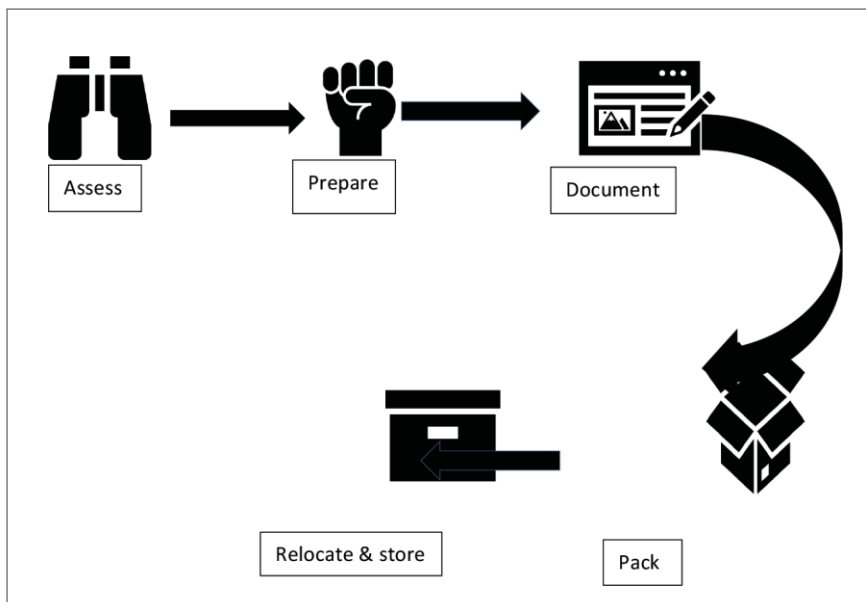 Assess
Prepare
Document
Pack
Relocate & store